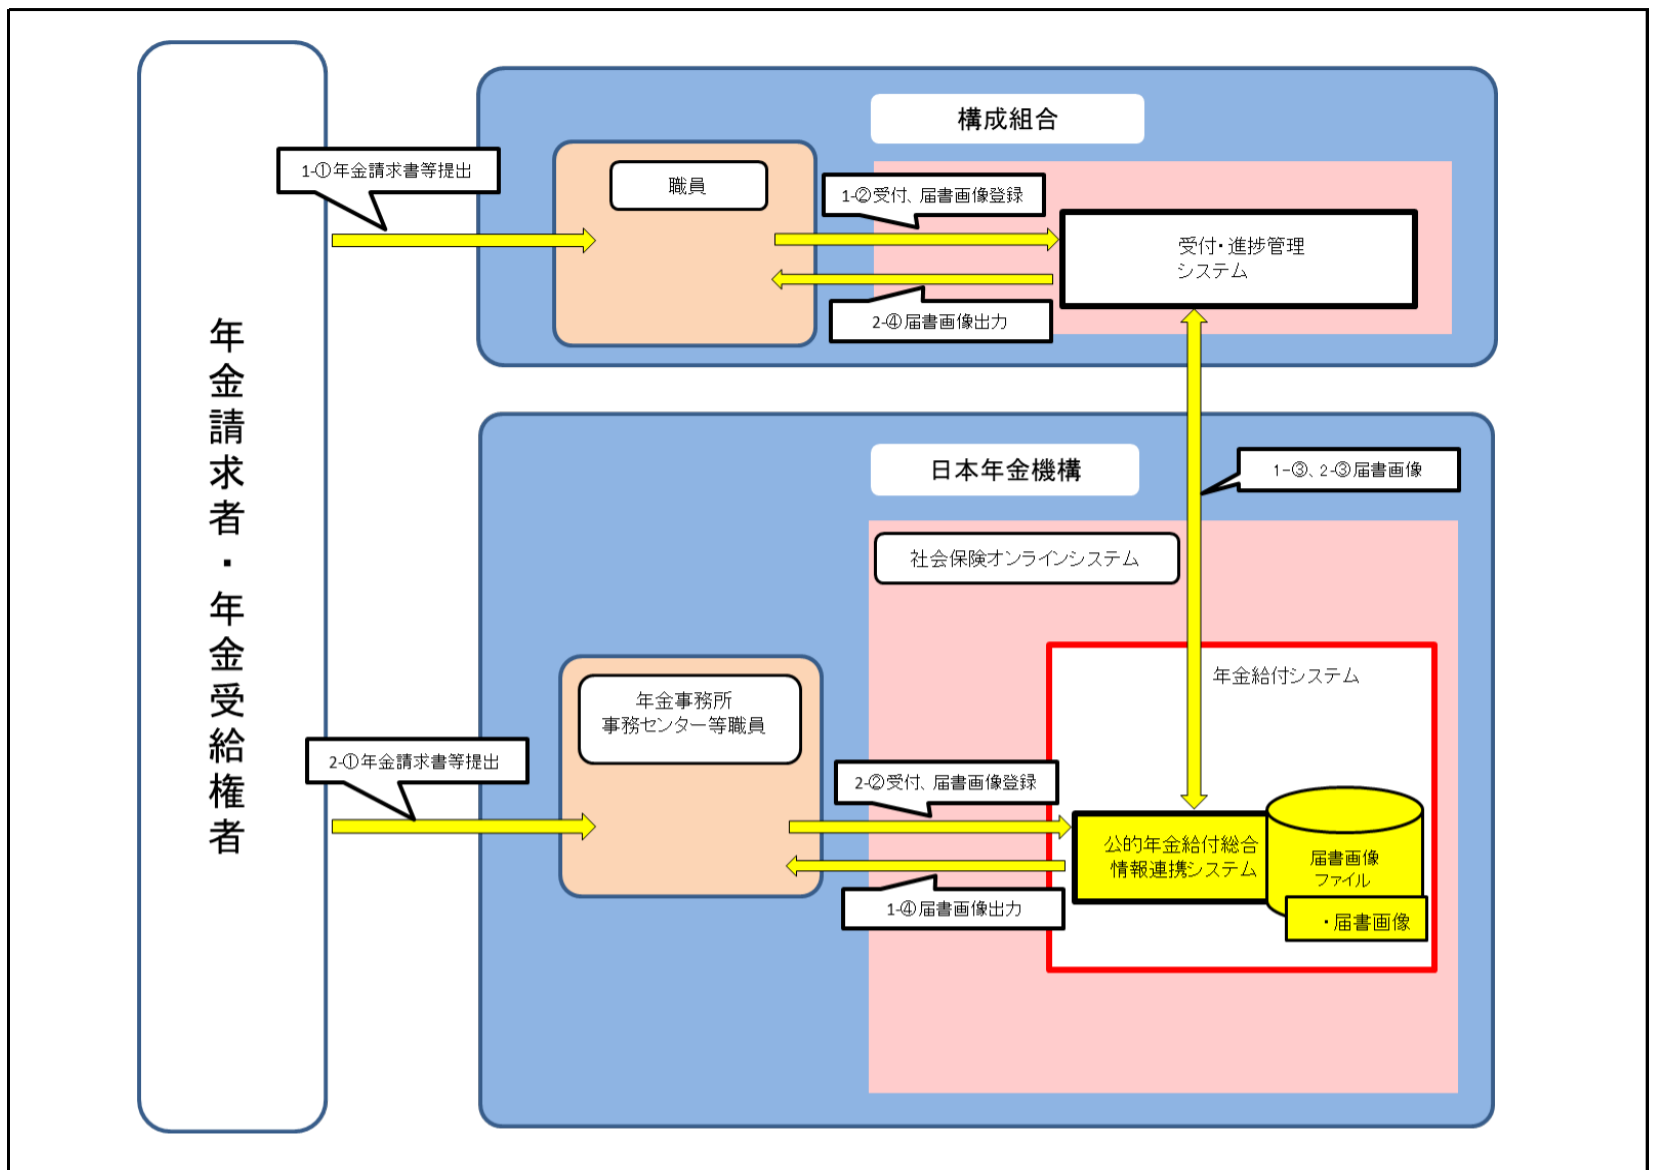 年金請求者・年金受給権者
構成組合
1-①年金請求書等提出
職員
1-②受付、届書画像登録
受付・進捗管理
システム
2-④届書画像出力
日本年金機構
1-③、2-③届書画像
社会保険オンラインシステム
年金給付システム
年金事務所
事務センター等職員
2-①年金請求書等提出
2-②受付、届書画像登録
公的年金給付総合
情報連携システム
届書画像
ファイル
・届書画像
1-④届書画像出力